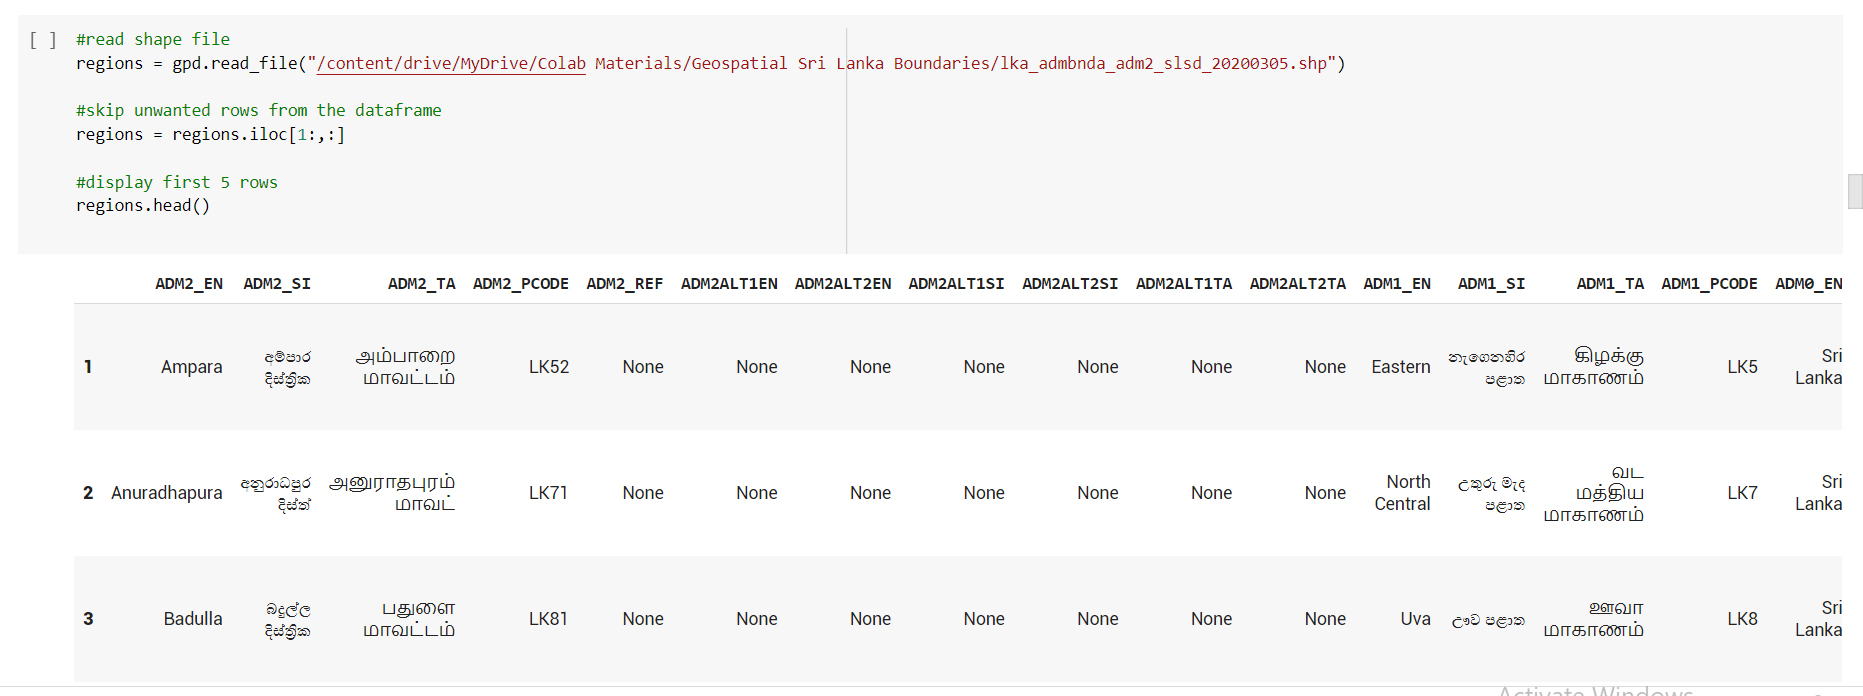 [ ] #read shape file
regions = gpd.read_file("/content/drive/MyDrive/Colab Materials/Geospatial Sri Lanka Boundaries/lka_admbnda_adm2_slsd_20200305.shp")
#skip unwanted rows from the dataframe
regions = regions.iloc[1:,:]
#display first 5 rows
regions.head()
ADM2_EN ADM2_SI ADM2_TA ADM2_PCODE ADM2_REF ADM2ALT1EN ADM2ALT2EN ADM2ALT1SI ADM2ALT2SI ADM2ALT1TA ADM2ALT2TA ADM1_EN ADM1_SI ADM1_TA ADM1_PCODE ADM0_EN
අම්පාර அம்பாறை නැගෙනහිර கிழக்கு Sri
1 Ampara LK52 None None None None None None None Eastern LK5
දිස්ත්‍රික மாவட்டம் පළාත மாகாணம் Lanka
වட
අනුරාධපුර அனுராதபுரம் North උතුරු මැද Sri
2 Anuradhapura LK71 None None None None None None None மத்திய LK7
දිස්ත් மாவட் Central පළාත Lanka
மாகாணம்
බදුල්ල பதுளை ஊவா Sri
3 Badulla LK81 None None None None None None None Uva ඌව පළාත LK8
දිස්ත්‍රික மாவட்டம் மாகாணம் Lanka
Activate Windows